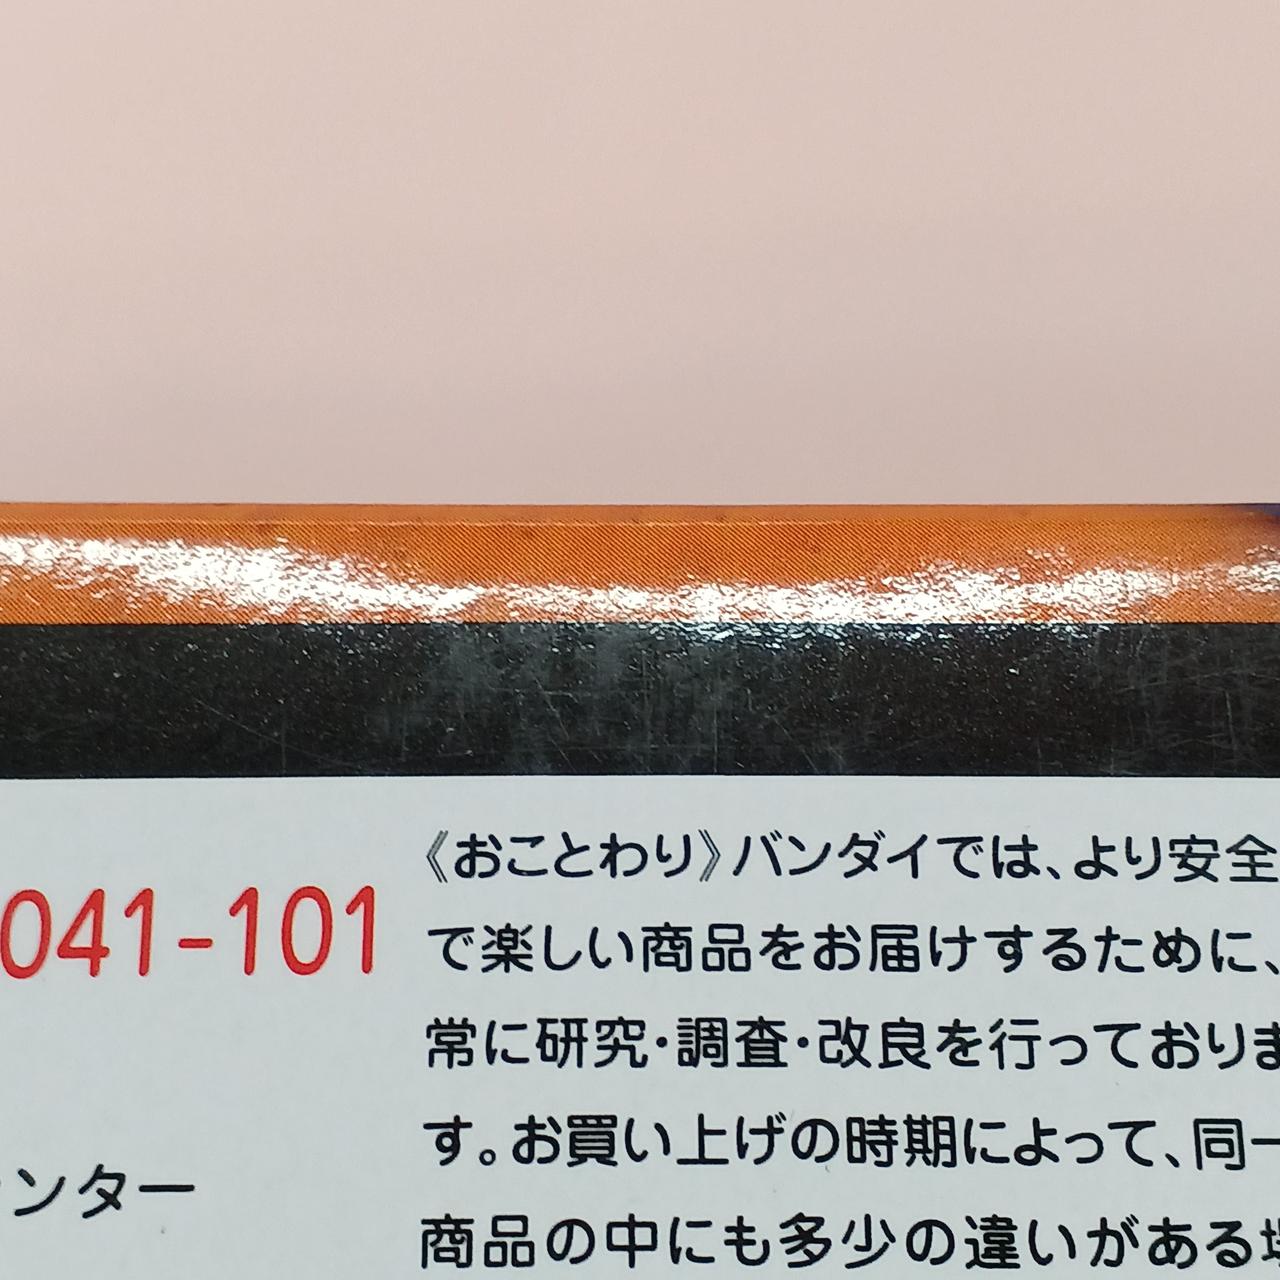 《おことわり》バンダイでは、より安全
で楽しい商品をお届けするために、
041-101
常に研究・調査・改良を行っておりま
す。お買い上げの時期によって、同一
ンター
商品の中にも多少の違いがある場